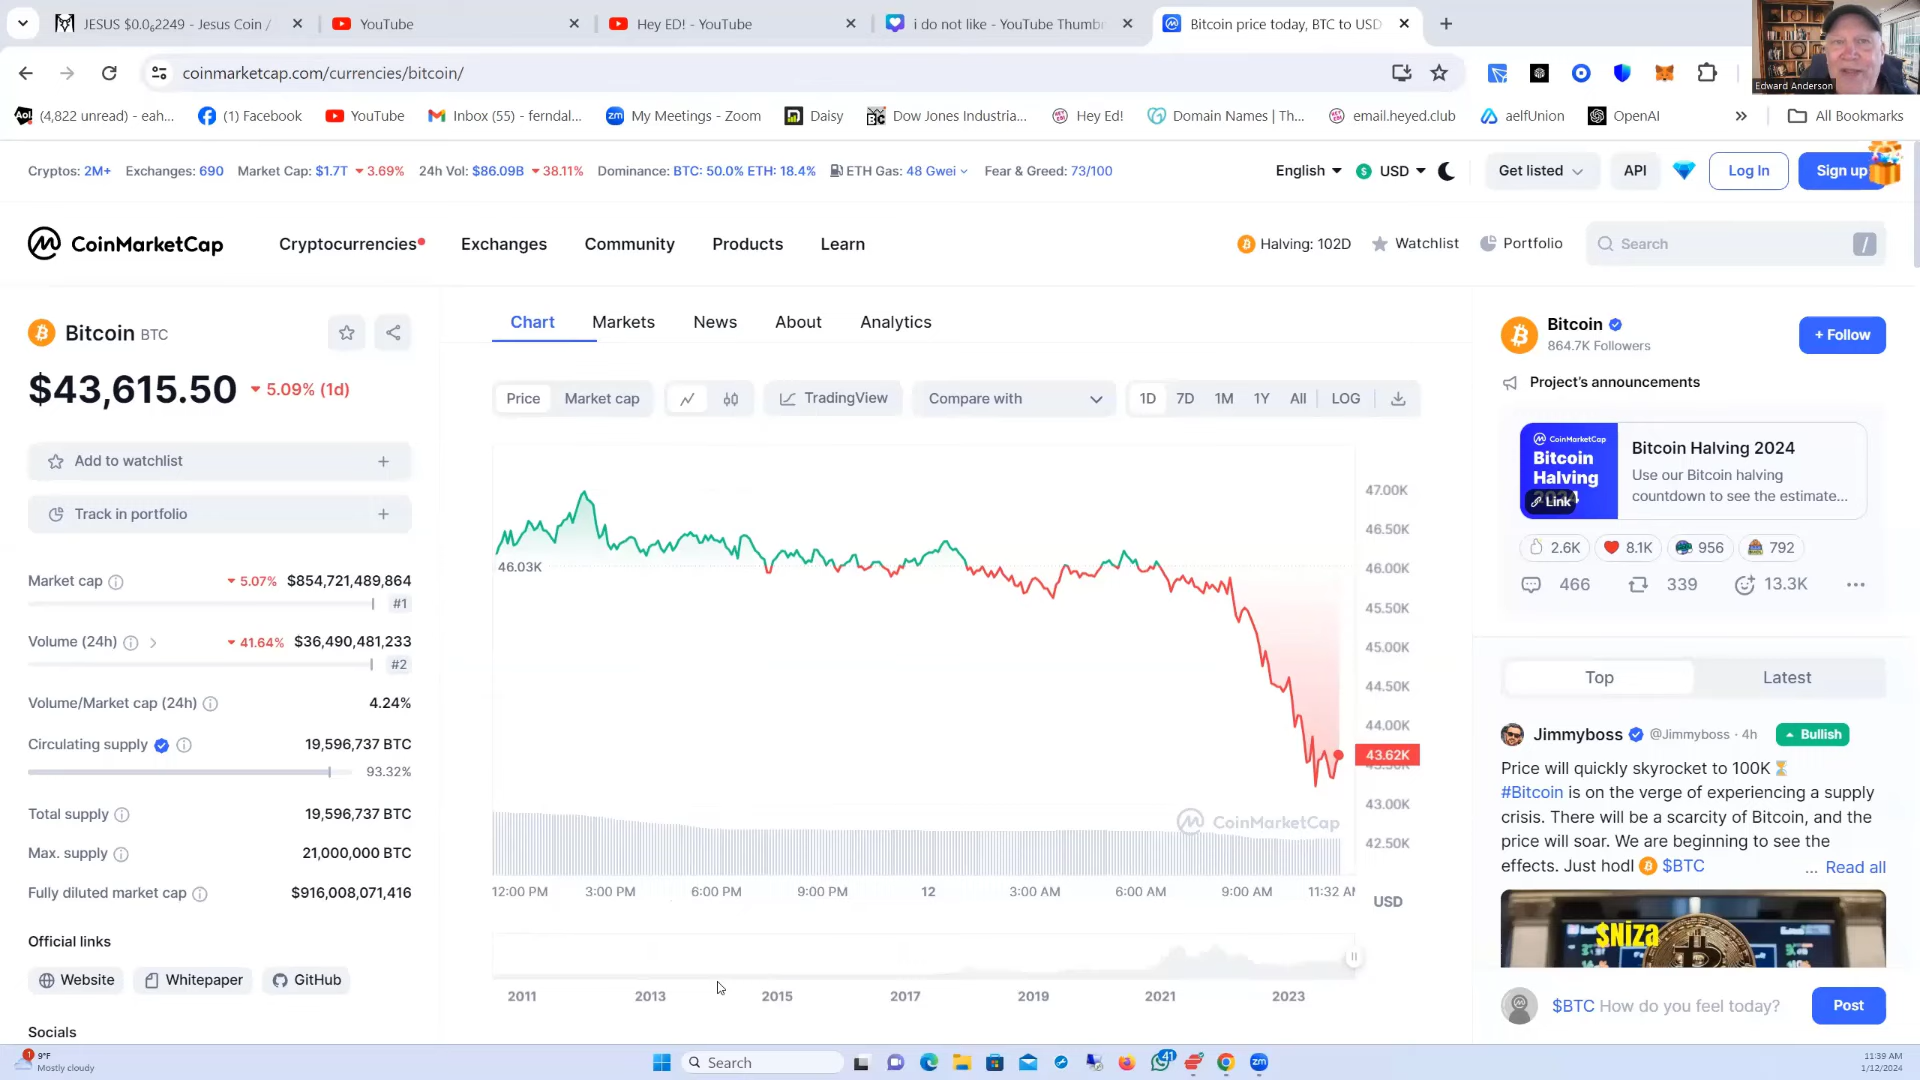 JESUS $0.0₆2249 - Jesus Coin /
YouTube
Hey ED! - YouTube
i do not like - YouTube Thumbn
Bitcoin price today, BTC to USD
coinmarketcap.com/currencies/bitcoin/
Edward Anderson
Aol. (4,822 unread) - eah...
(1) Facebook
YouTube
Inbox (55) - ferndal...
zm My Meetings - Zoom
Daisy
Dow Jones Industria...
Hey Ed!
Domain Names | Th...
email.heyed.club
aelfUnion
OpenAI
All Bookmarks
Cryptos: 2M+ Exchanges: 690 Market Cap: $1.7T 3.69% 24h Vol: $86.09B 38.11% Dominance: BTC: 50.0% ETH: 18.4% ETH Gas: 48 Gwei Fear & Greed: 73/100
English USD Get listed API Log In Sign up
CoinMarketCap Cryptocurrencies Exchanges Community Products Learn
Halving: 102D Watchlist Portfolio Search /
Bitcoin BTC
$43,615.50 5.09% (1d)
Add to watchlist +
Track in portfolio +
Market cap 5.07% $854,721,489,864
#1
Volume (24h) 41.64% $36,490,481,233
#2
Volume/Market cap (24h) 4.24%
Circulating supply 19,596,737 BTC
93.32%
Total supply 19,596,737 BTC
Max. supply 21,000,000 BTC
Fully diluted market cap $916,008,071,416
Official links
Website Whitepaper GitHub
Socials
Chart Markets News About Analytics
Price Market cap TradingView Compare with 1D 7D 1M 1Y All LOG
46.03K
47.00K
46.50K
46.00K
45.50K
45.00K
44.50K
44.00K
43.62K
43.00K
42.50K
CoinMarketCap
12:00 PM 3:00 PM 6:00 PM 9:00 PM 12 3:00 AM 6:00 AM 9:00 AM 11:32 AM
USD
2011 2013 2015 2017 2019 2021 2023
Bitcoin
864.7K Followers
+ Follow
Project's announcements
CoinMarketCap
Bitcoin
Halving
2024
Link
Bitcoin Halving 2024
Use our Bitcoin halving
countdown to see the estimate...
2.6K 8.1K 956 792
466 339 13.3K
Top Latest
Jimmyboss @Jimmyboss · 4h Bullish
Price will quickly skyrocket to 100K
#Bitcoin is on the verge of experiencing a supply
crisis. There will be a scarcity of Bitcoin, and the
price will soar. We are beginning to see the
effects. Just hodl $BTC ... Read all
$Niza
$BTC How do you feel today? Post
1
9°F
Mostly cloudy
Search
41
zm
11:39 AM
1/12/2024